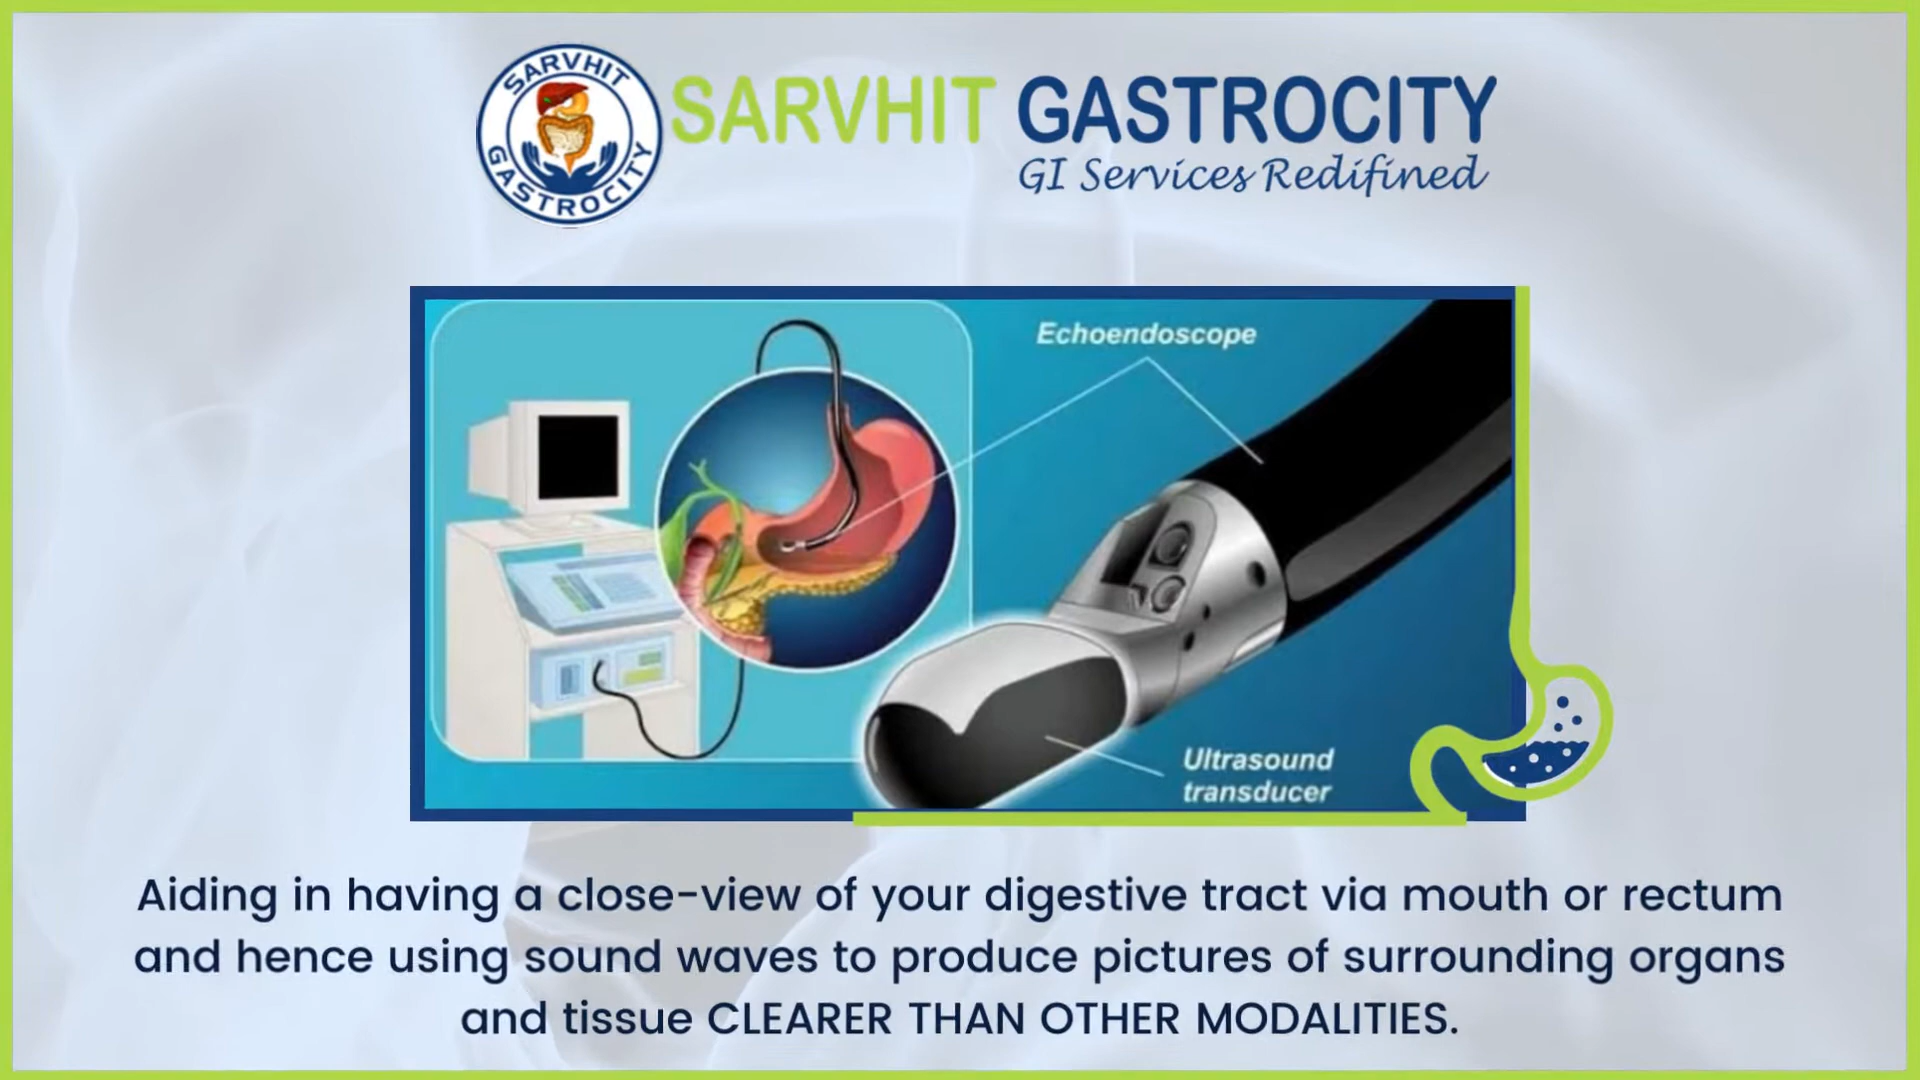 SARVHIT
GASTROCITY
SARVHIT GASTROCITY
GI Services Redifined
Echoendoscope
Ultrasound
transducer
Aiding in having a close-view of your digestive tract via mouth or rectum
and hence using sound waves to produce pictures of surrounding organs
and tissue CLEARER THAN OTHER MODALITIES.